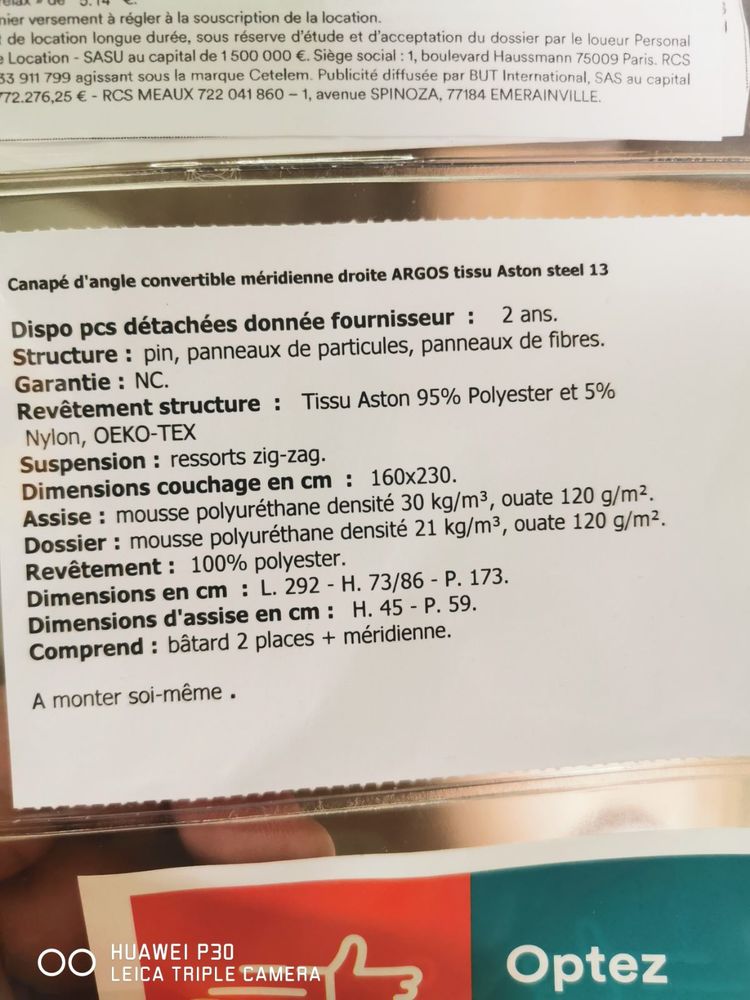 nier versement à régler à la souscription de la location.
de location longue durée, sous réserve d'étude et d'acceptation du dossier par le loueur Personal
Location - SASU au capital de 1 500 000 €. Siège social : 1, boulevard Haussmann 75009 Paris. RCS
33 911 799 agissant sous la marque Cetelem. Publicité diffusée par BUT International, SAS au capital
772.276,25 € - RCS MEAUX 722 041 860 – 1, avenue SPINOZA, 77184 EMERAINVILLE.
Canapé d'angle convertible méridienne droite ARGOS tissu Aston steel 13
Dispo pcs détachées donnée fournisseur : 2 ans.
Structure : pin, panneaux de particules, panneaux de fibres.
Garantie : NC.
Revêtement structure : Tissu Aston 95% Polyester et 5%
Nylon, OEKO-TEX
Suspension : ressorts zig-zag.
Dimensions couchage en cm : 160x230.
Assise : mousse polyuréthane densité 30 kg/m³, ouate 120 g/m².
Dossier : mousse polyuréthane densité 21 kg/m³, ouate 120 g/m².
Revêtement : 100% polyester.
Dimensions en cm : L. 292 - H. 73/86 - P. 173.
Dimensions d'assise en cm : H. 45 - P. 59.
Comprend : bâtard 2 places + méridienne.
A monter soi-même .
Optez
HUAWEI P30
LEICA TRIPLE CAMERA